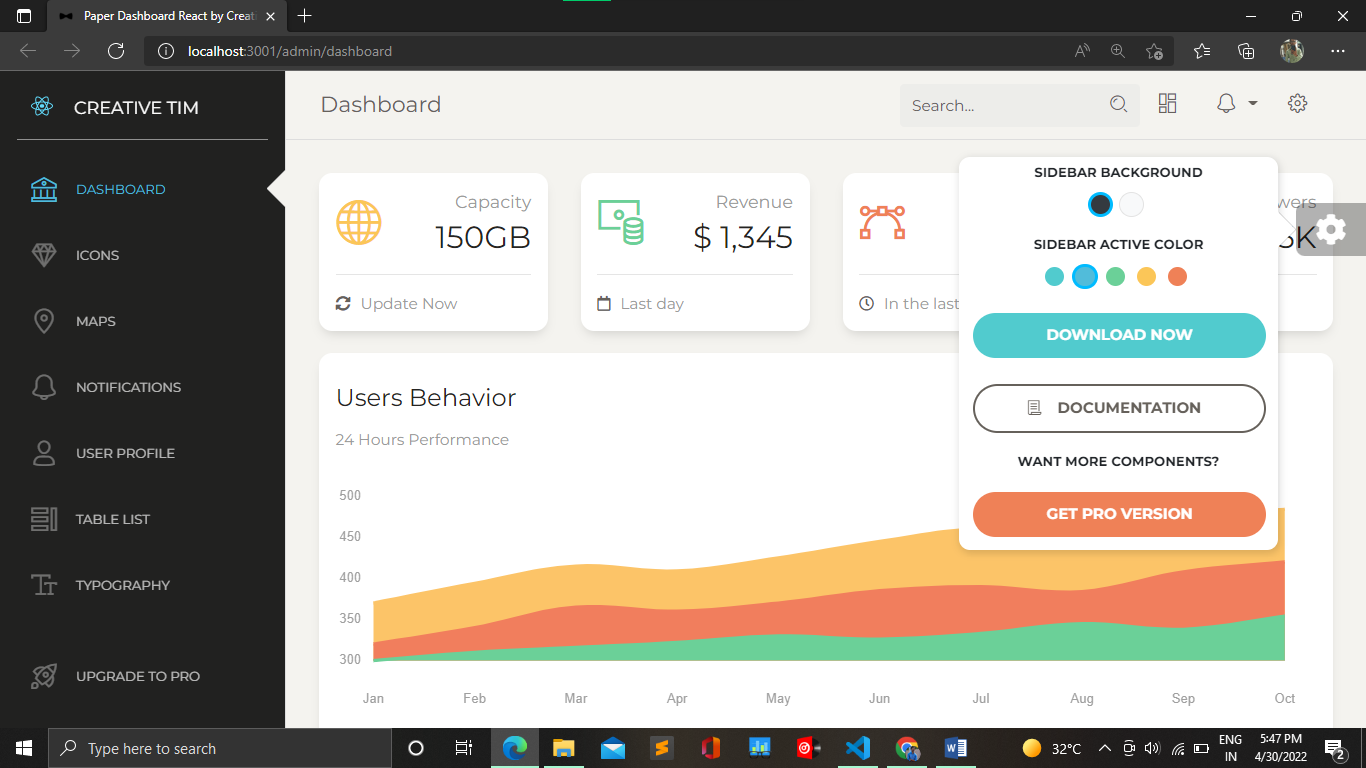 Paper Dashboard React by Creati
localhost:3001/admin/dashboard
CREATIVE TIM
DASHBOARD
ICONS
MAPS
NOTIFICATIONS
USER PROFILE
TABLE LIST
TYPOGRAPHY
UPGRADE TO PRO
Dashboard
Search...
Capacity
150GB
Update Now
Revenue
$ 1,345
Last day
In the last
wers
K
SIDEBAR BACKGROUND
SIDEBAR ACTIVE COLOR
DOWNLOAD NOW
DOCUMENTATION
WANT MORE COMPONENTS?
GET PRO VERSION
Users Behavior
24 Hours Performance
500
450
400
350
300
Jan Feb Mar Apr May Jun Jul Aug Sep Oct
Type here to search
32°C
ENG
IN
5:47 PM
4/30/2022
2